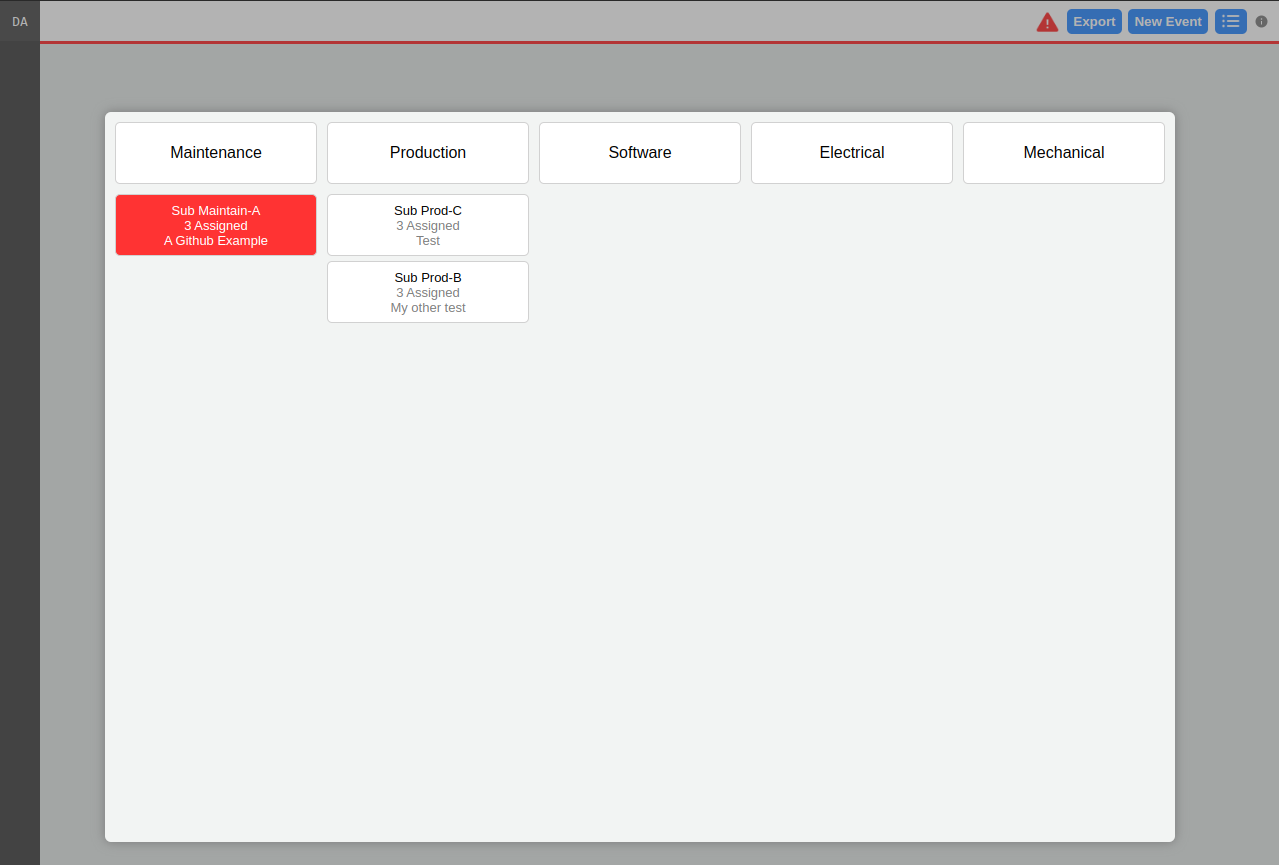 DA
Export
New Event
Maintenance
Production
Software
Electrical
Mechanical
Sub Maintain-A
3 Assigned
A Github Example
Sub Prod-C
3 Assigned
Test
Sub Prod-B
3 Assigned
My other test